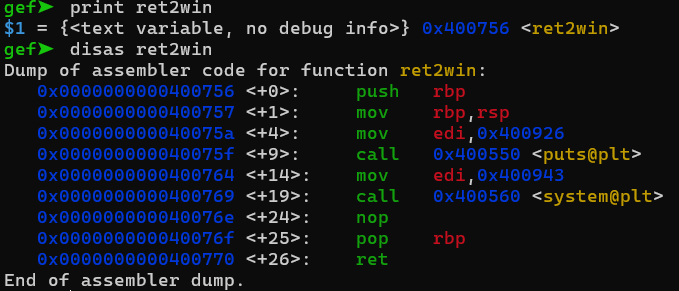 gef➤ print ret2win
$1 = {<text variable, no debug info>} 0x400756 <ret2win>
gef➤ disas ret2win
Dump of assembler code for function ret2win:
   0x0000000000400756 <+0>:     push   rbp
   0x0000000000400757 <+1>:     mov    rbp,rsp
   0x000000000040075a <+4>:     mov    edi,0x400926
   0x000000000040075f <+9>:     call   0x400550 <puts@plt>
   0x0000000000400764 <+14>:    mov    edi,0x400943
   0x0000000000400769 <+19>:    call   0x400560 <system@plt>
   0x000000000040076e <+24>:    nop
   0x000000000040076f <+25>:    pop    rbp
   0x0000000000400770 <+26>:    ret
End of assembler dump.